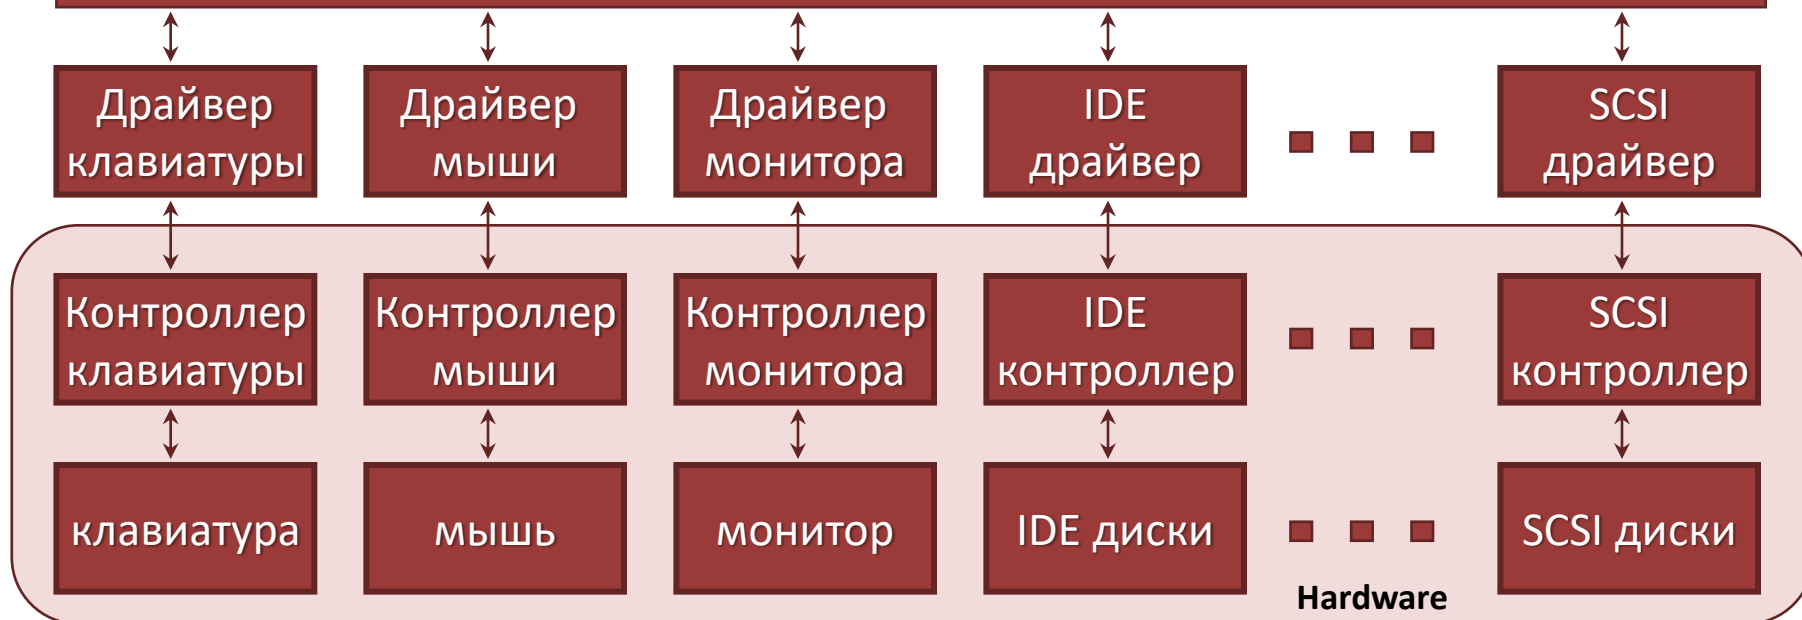 Драйвер
клавиатуры
Драйвер
мыши
Драйвер
монитора
IDE
драйвер
SCSI
драйвер
Контроллер
клавиатуры
Контроллер
мыши
Контроллер
монитора
IDE
контроллер
SCSI
контроллер
клавиатура
мышь
монитор
IDE диски
SCSI диски
Hardware